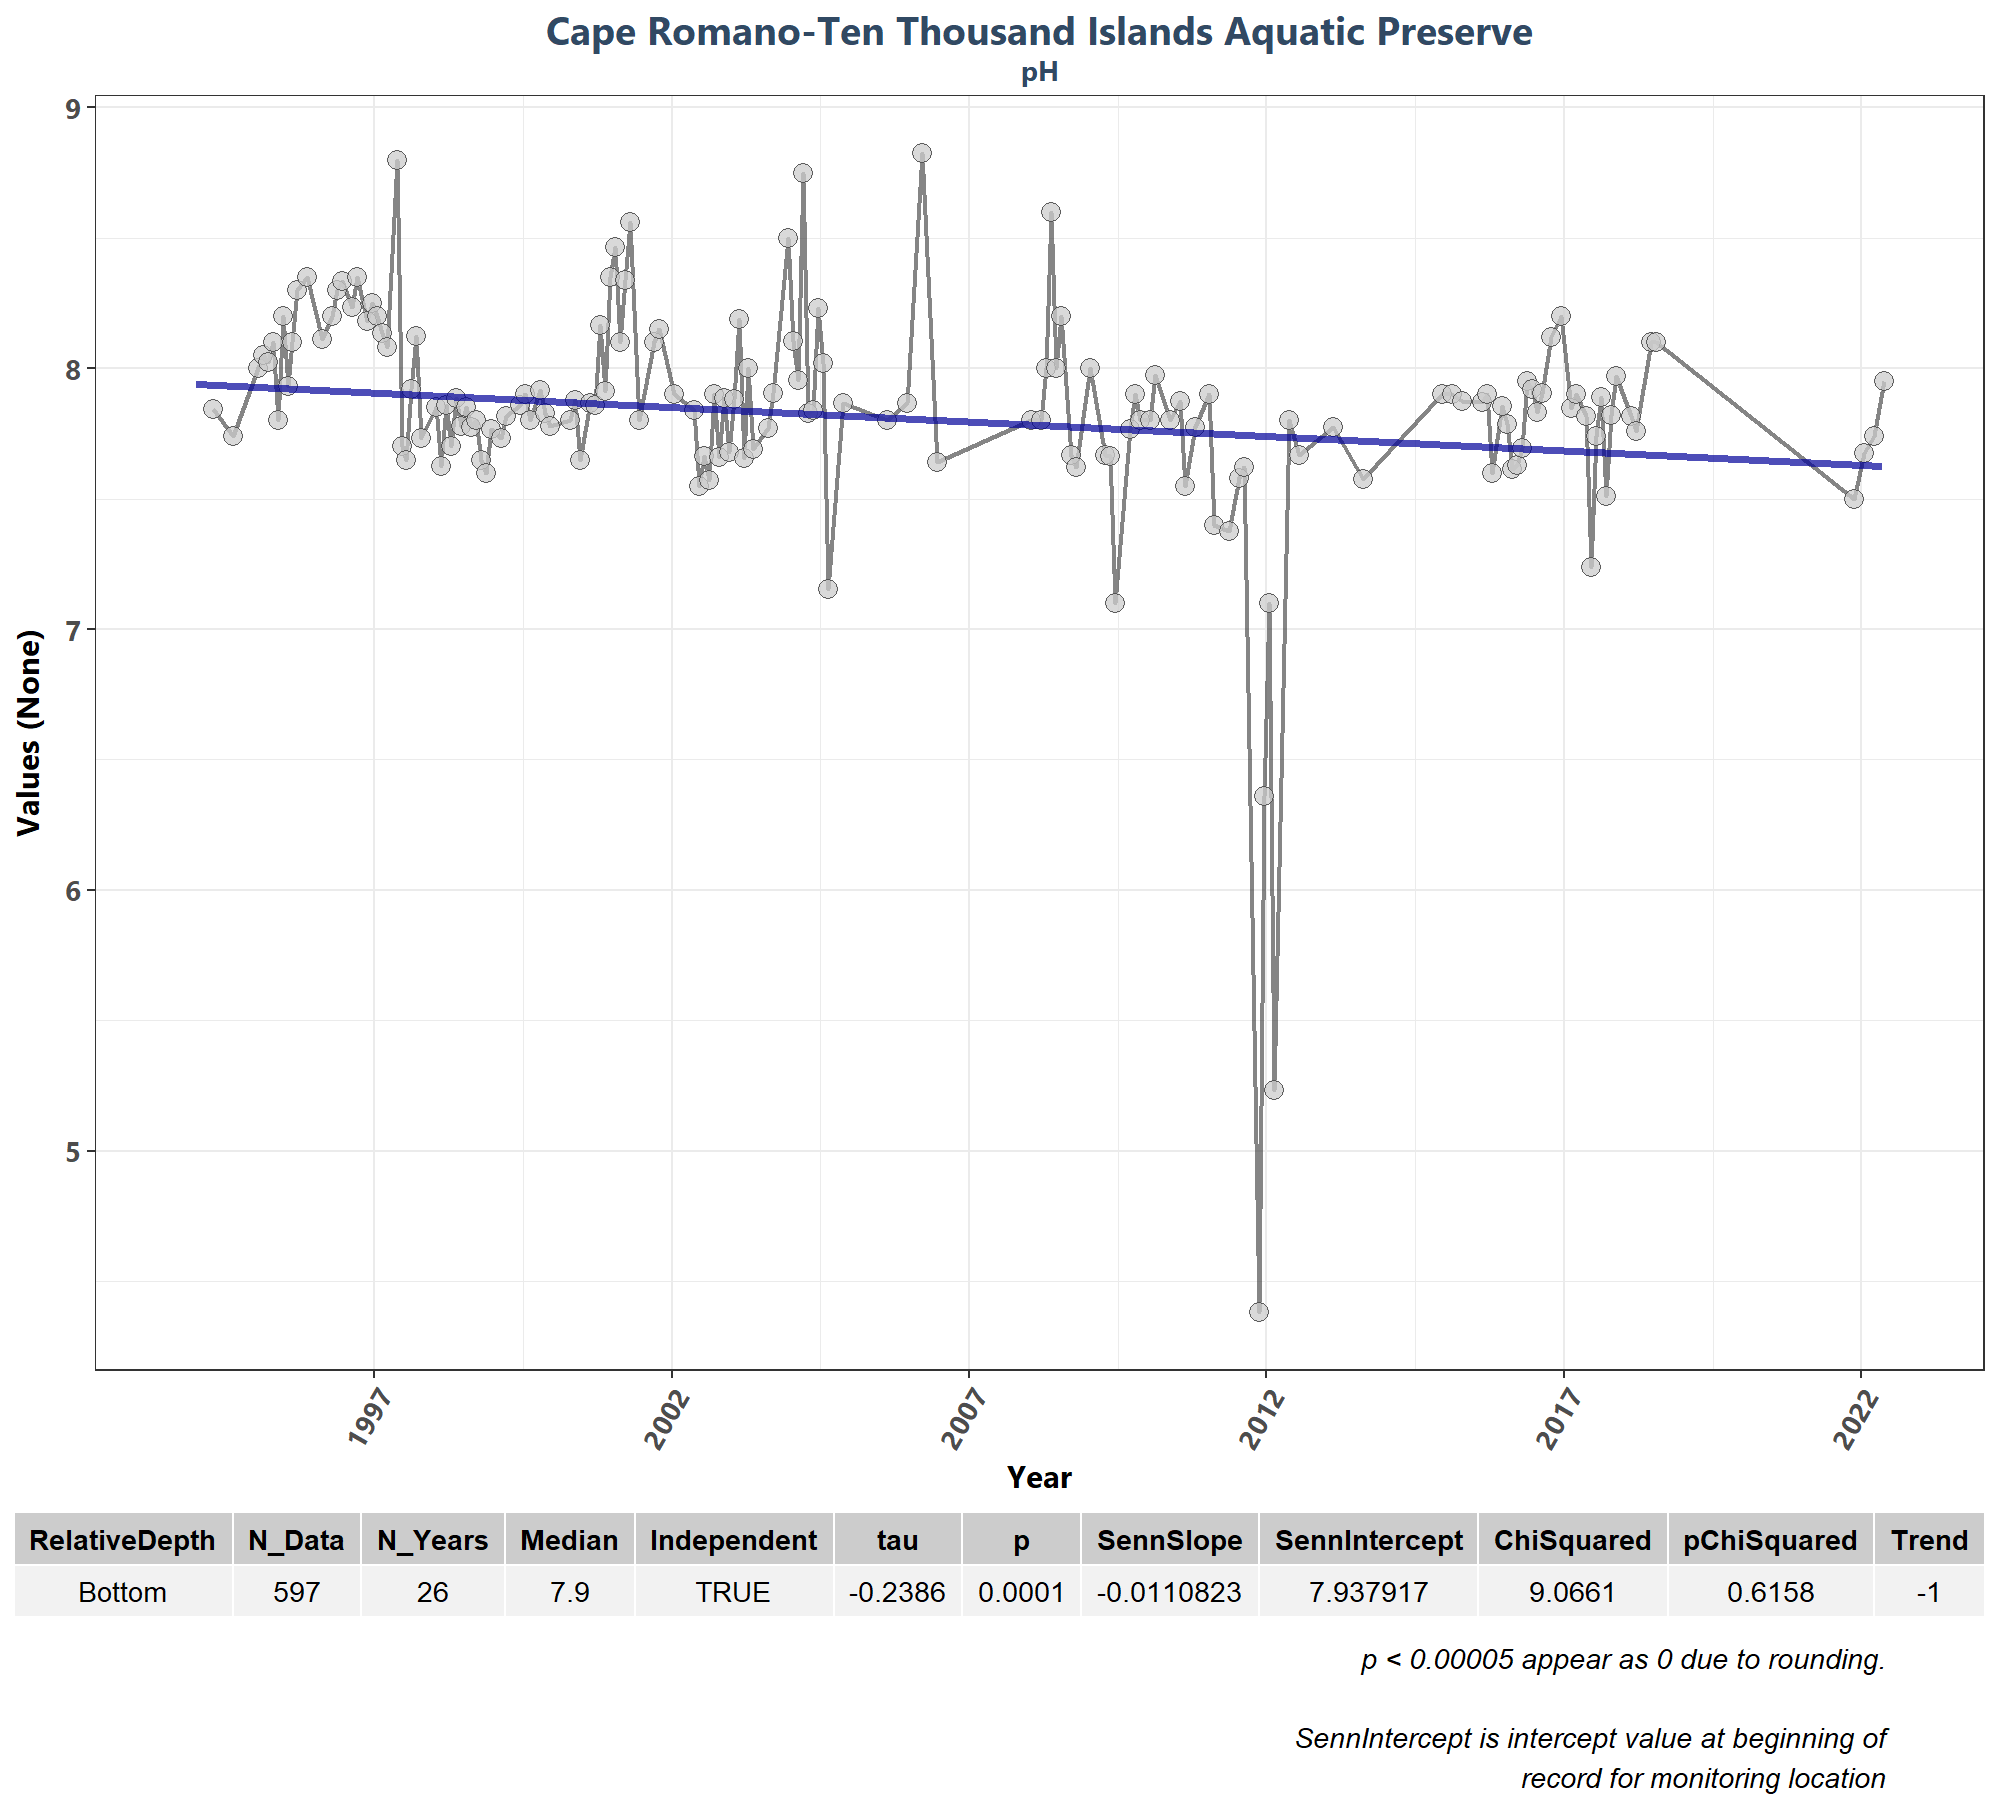 Cape Romano-Ten Thousand Islands Aquatic Preserve
pH
9
8
7
6
5
Values (None)
1997 2002 2007 2012 2017 2022
Year
RelativeDepth N_Data N_Years Median Independent tau p SennSlope SennIntercept ChiSquared pChiSquared Trend
Bottom 597 26 7.9 TRUE -0.2386 0.0001 -0.0110823 7.937917 9.0661 0.6158 -1
p < 0.00005 appear as 0 due to rounding.
SennIntercept is intercept value at beginning of
record for monitoring location